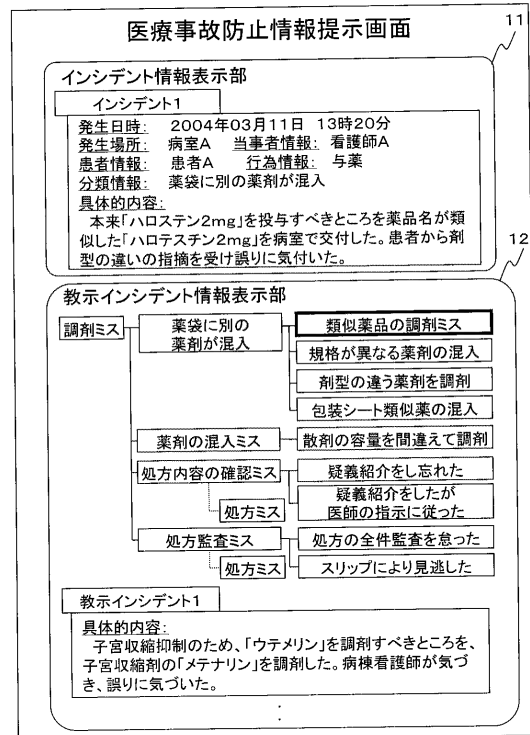 医療事故防止情報提示画面
11
インシデント情報表示部
インシデント1
発生日時: 2004年03月11日 13時20分
発生場所: 病室A 当事者情報: 看護師A
患者情報: 患者A 行為情報: 与薬
分類情報: 薬袋に別の薬剤が混入
具体的内容:
本来「ハロステン2mg」を投与すべきところを薬品名が類
似した「ハロテスチン2mg」を病室で交付した。患者から剤
型の違いの指摘を受け誤りに気付いた。
12
教示インシデント情報表示部
調剤ミス
薬袋に別の
薬剤が混入
類似薬品の調剤ミス
規格が異なる薬剤の混入
剤型の違う薬剤を調剤
包装シート類似薬の混入
薬剤の混入ミス
散剤の容量を間違えて調剤
処方内容の確認ミス
疑義紹介をし忘れた
処方ミス
疑義紹介をしたが
医師の指示に従った
処方監査ミス
処方の全件監査を怠った
処方ミス
スリップにより見逃した
教示インシデント1
具体的内容:
子宮収縮抑制のため、「ウテメリン」を調剤すべきところを、
子宮収縮剤の「メテナリン」を調剤した。病棟看護師が気づ
き、誤りに気づいた。